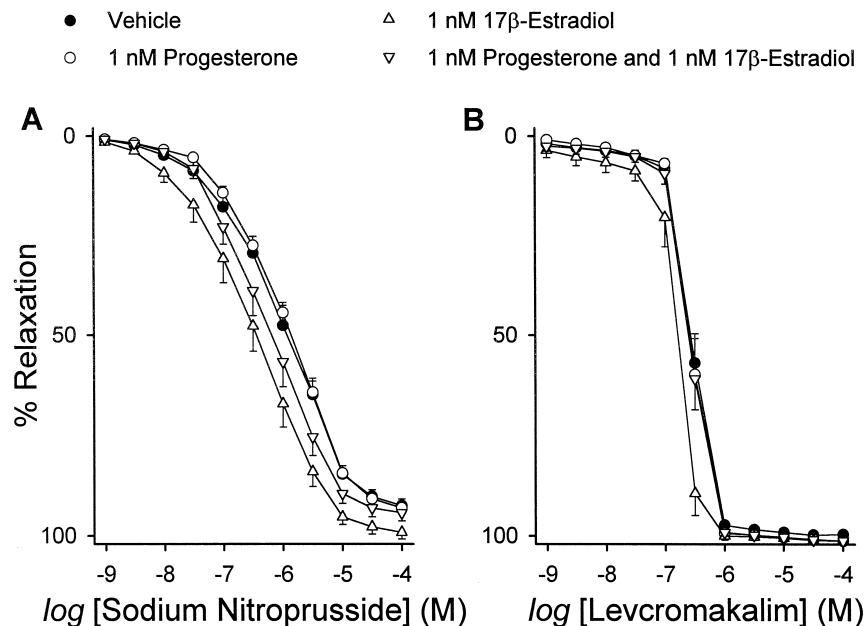 Vehicle
1 nM Progesterone
1 nM 17β-Estradiol
1 nM Progesterone and 1 nM 17β-Estradiol
A
B
% Relaxation
0
50
100
-9 -8 -7 -6 -5 -4
log [Sodium Nitroprusside] (M)
0
50
100
-9 -8 -7 -6 -5 -4
log [Levcromakalim] (M)